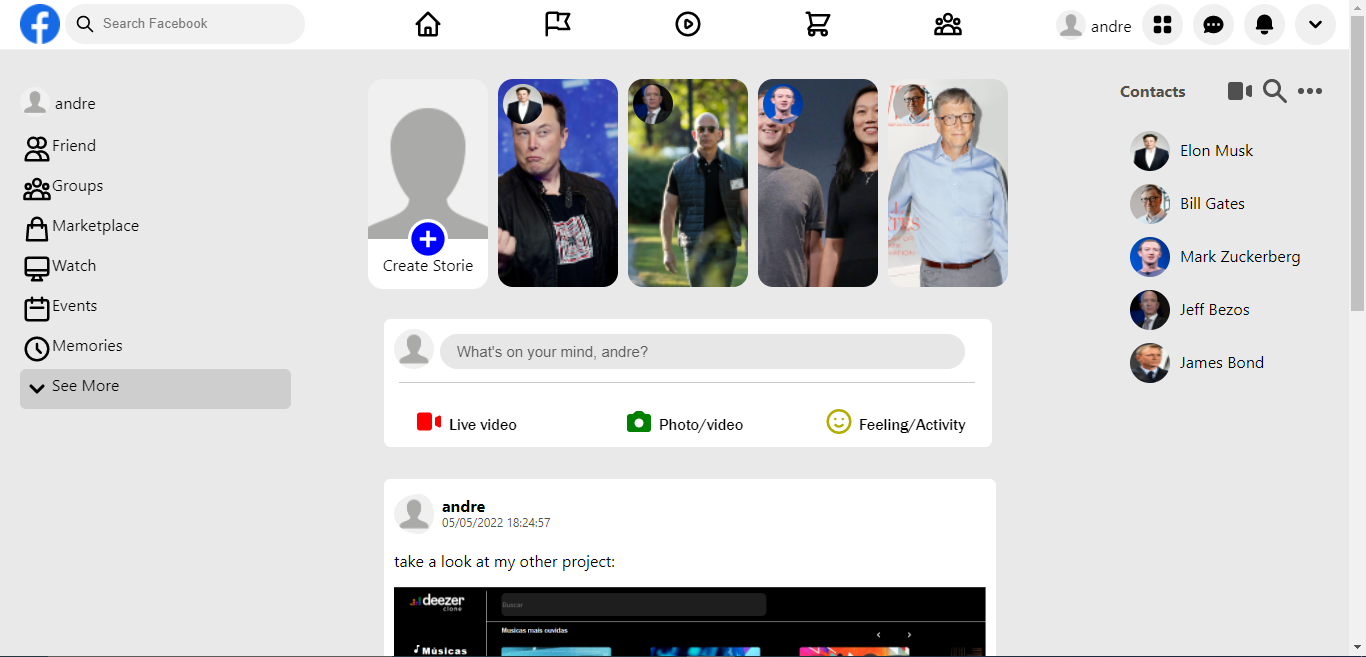 Search Facebook
andre
andre
Friend
Groups
Marketplace
Watch
Events
Memories
See More
Create Storie
What's on your mind, andre?
Live video
Photo/video
Feeling/Activity
andre
05/05/2022 18:24:57
take a look at my other project:
deezer
clone
Buscar
Musicas mais ouvidas
Músicas
Contacts
Elon Musk
Bill Gates
Mark Zuckerberg
Jeff Bezos
James Bond